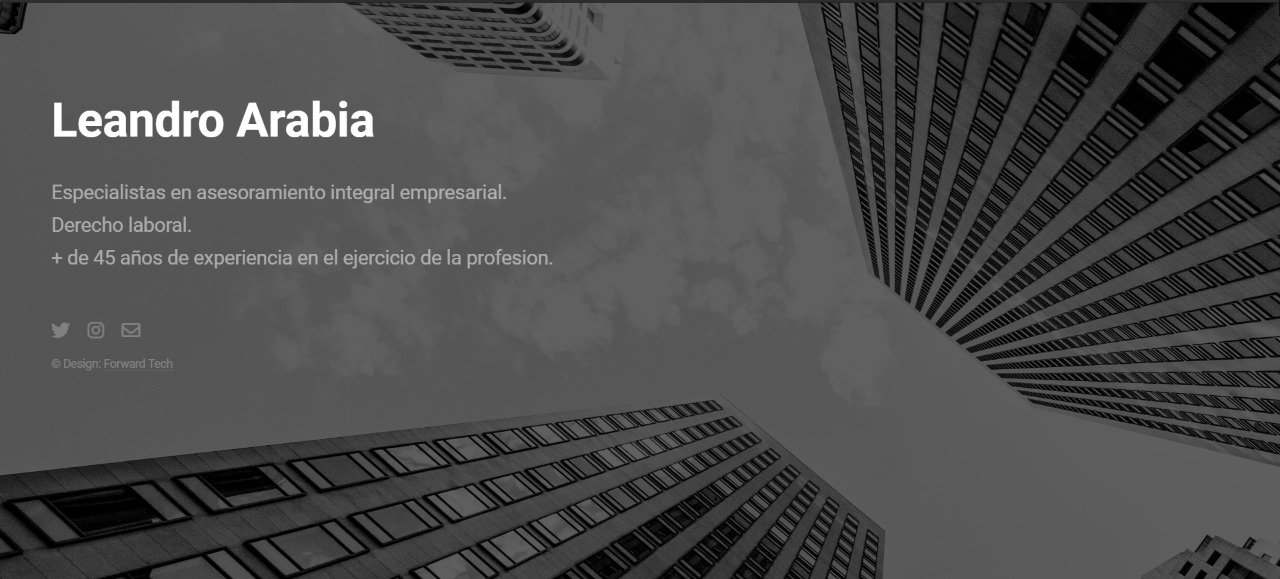 Leandro Arabia
Especialistas en asesoramiento integral empresarial.
Derecho laboral.
+ de 45 años de experiencia en el ejercicio de la profesion.
© Design: Forward Tech